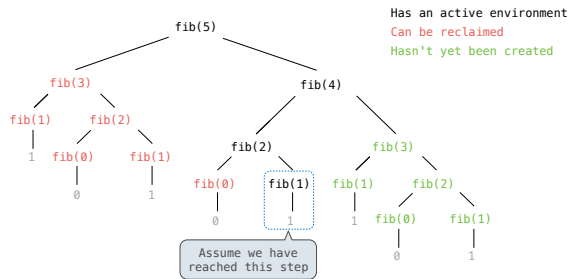 Has an active environment
Can be reclaimed
Hasn't yet been created
fib(5)
fib(3)
fib(4)
fib(1)
fib(2)
fib(2)
fib(3)
1
fib(0)
fib(1)
fib(0)
fib(1)
fib(1)
fib(2)
0
1
0
1
1
fib(0)
fib(1)
0
1
Assume we have
reached this step